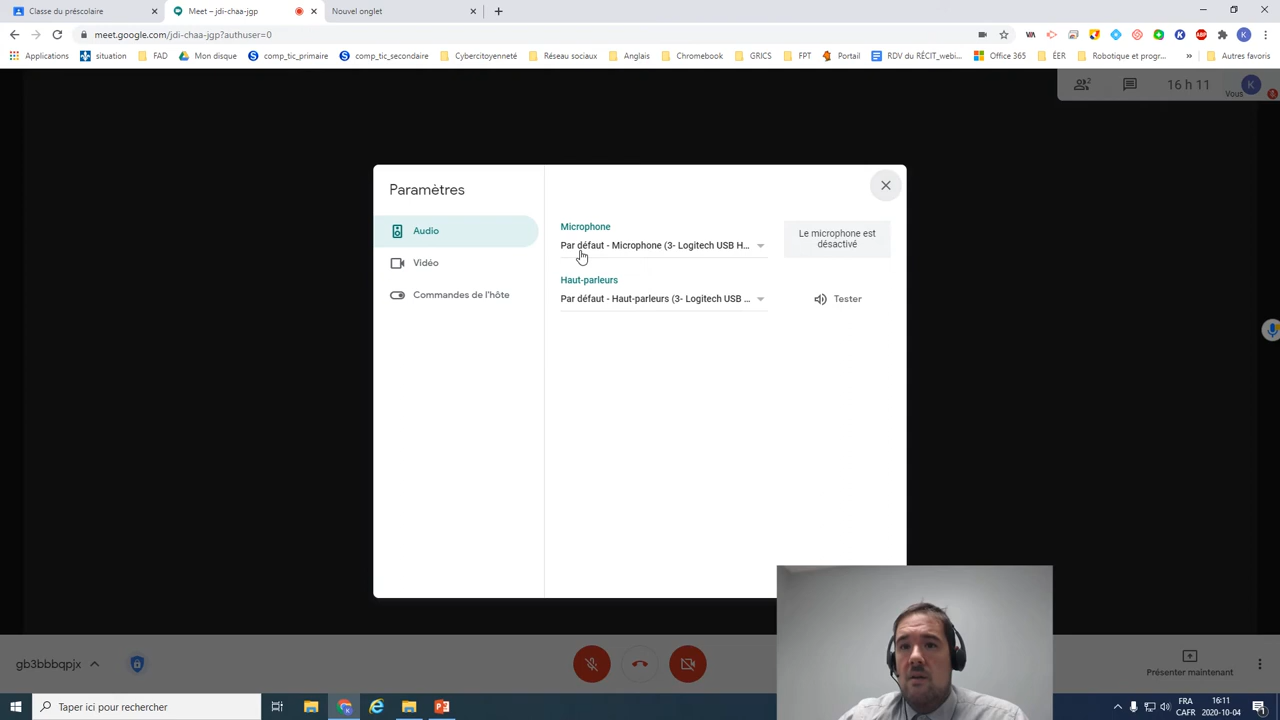 Classe du préscolaire
Meet – jdi-chaa-jgp
Nouvel onglet
meet.google.com/jdi-chaa-jgp?authuser=0
Applications situation FAD Mon disque comp_tic_primaire comp_tic_secondaire Cybercitoyenneté Réseau sociaux Anglais Chromebook GRICS FPT Portail RDV du RÉCIT_webi... Office 365 ÉÉR Robotique et progr... » Autres favoris
2
16 h 11
Vous
K
Paramètres
Audio
Vidéo
Commandes de l'hôte
Microphone
Par défaut - Microphone (3- Logitech USB H...
Le microphone est
désactivé
Haut-parleurs
Par défaut - Haut-parleurs (3- Logitech USB ...
Tester
gb3bbbqpjx
Présenter maintenant
Taper ici pour rechercher
FRA
CAFR
16:11
2020-10-04